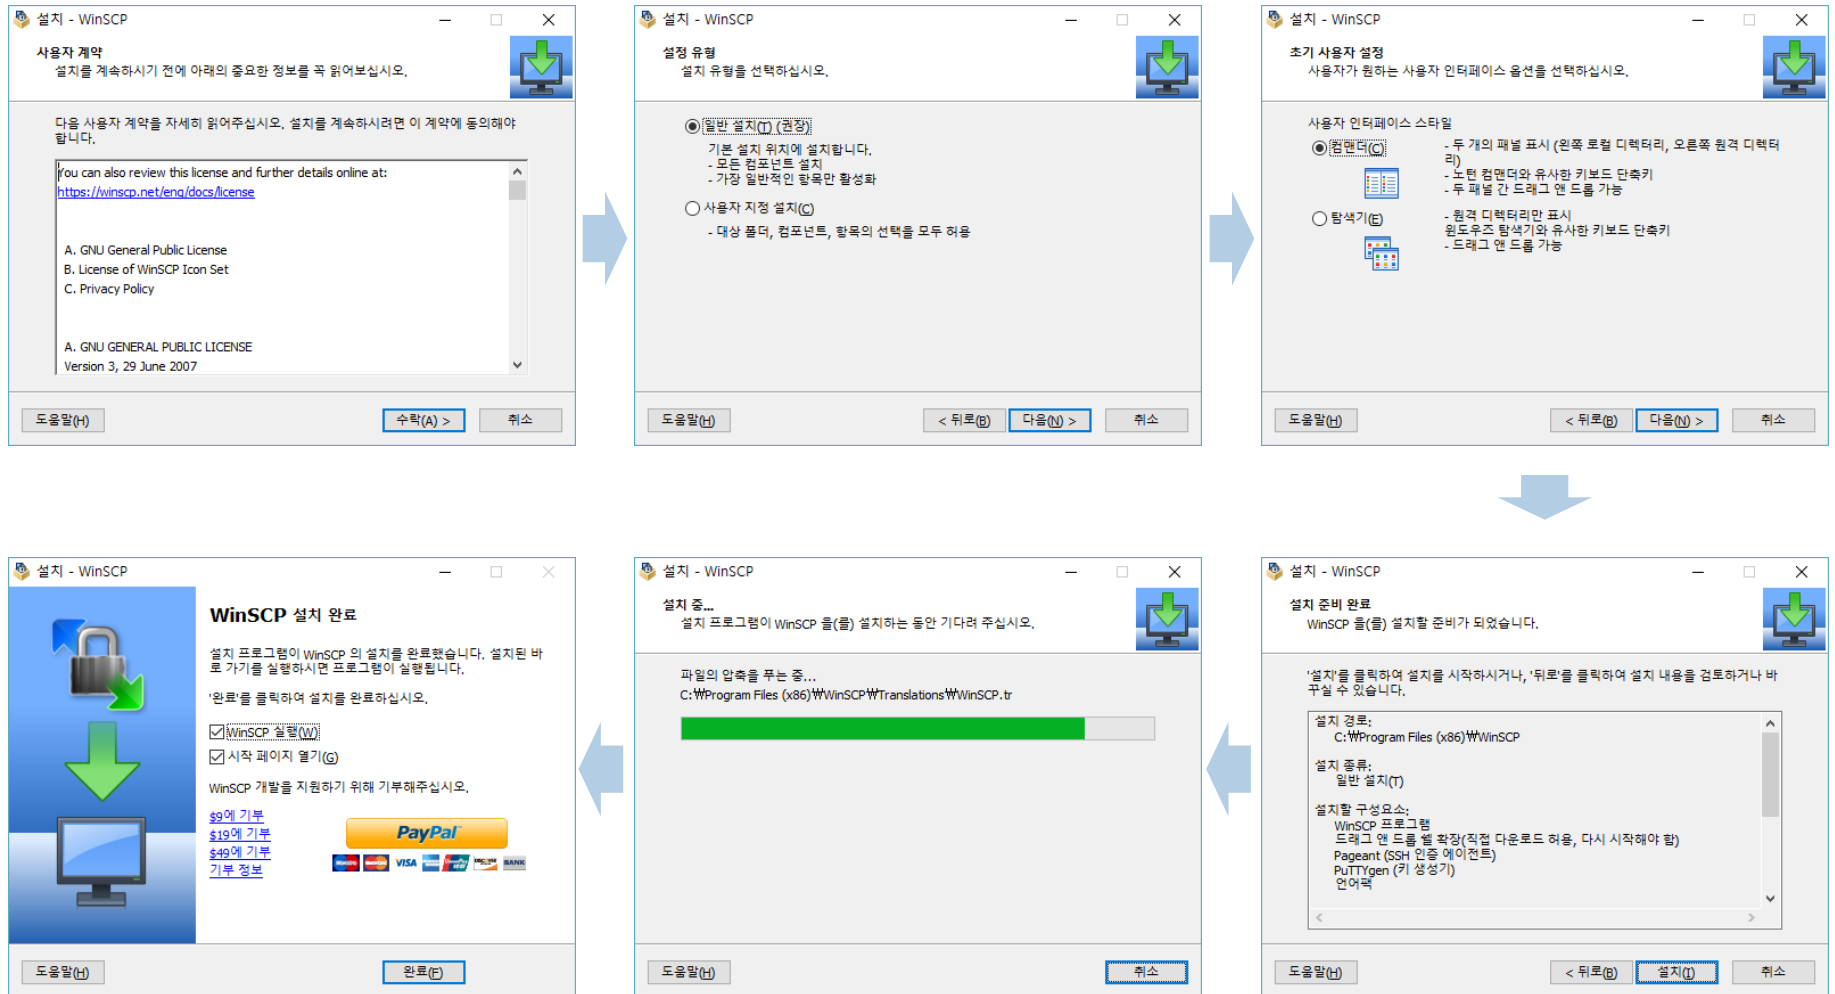 설치 - WinSCP
사용자 계약
설치를 계속하시기 전에 아래의 중요한 정보를 꼭 읽어보십시오.
다음 사용자 계약을 자세히 읽어주십시오. 설치를 계속하시려면 이 계약에 동의해야
합니다.
You can also review this license and further details online at:
https://winscp.net/eng/docs/license
A. GNU General Public License
B. License of WinSCP Icon Set
C. Privacy Policy
A. GNU GENERAL PUBLIC LICENSE
Version 3, 29 June 2007
도움말(H)
수락(A) >
취소
설치 - WinSCP
설정 유형
설치 유형을 선택하십시오.
일반 설치(T) (권장)
기본 설치 위치에 설치합니다.
- 모든 컴포넌트 설치
- 가장 일반적인 항목만 활성화
사용자 지정 설치(C)
- 대상 폴더, 컴포넌트, 항목의 선택을 모두 허용
도움말(H)
< 뒤로(B)
다음(N) >
취소
설치 - WinSCP
초기 사용자 설정
사용자가 원하는 사용자 인터페이스 옵션을 선택하십시오.
사용자 인터페이스 스타일
컴맨더(C)
- 두 개의 패널 표시 (왼쪽 로컬 디렉터리, 오른쪽 원격 디렉터
리)
- 노턴 컴맨더와 유사한 키보드 단축키
- 두 패널 간 드래그 앤 드롭 가능
탐색기(E)
- 원격 디렉터리만 표시
윈도우즈 탐색기와 유사한 키보드 단축키
- 드래그 앤 드롭 가능
도움말(H)
< 뒤로(B)
다음(N) >
취소
설치 - WinSCP
WinSCP 설치 완료
설치 프로그램이 WinSCP 의 설치를 완료했습니다. 설치된 바
로 가기를 실행하시면 프로그램이 실행됩니다.
'완료'를 클릭하여 설치를 완료하십시오.
WinSCP 실행(W)
시작 페이지 열기(G)
WinSCP 개발을 지원하기 위해 기부해주십시오.
$9에 기부
$19에 기부
$49에 기부
기부 정보
PayPal
VISA
BANK
도움말(H)
완료(F)
설치 - WinSCP
설치 중...
설치 프로그램이 WinSCP 을(를) 설치하는 동안 기다려 주십시오.
파일의 압축을 푸는 중...
C:₩Program Files (x86)₩WinSCP₩Translations₩WinSCP.tr
도움말(H)
취소
설치 - WinSCP
설치 준비 완료
WinSCP 을(를) 설치할 준비가 되었습니다.
'설치'를 클릭하여 설치를 시작하시거나, '뒤로'를 클릭하여 설치 내용을 검토하거나 바
꾸실 수 있습니다.
설치 경로:
C:₩Program Files (x86)₩WinSCP
설치 종류:
일반 설치(T)
설치할 구성요소:
WinSCP 프로그램
드래그 앤 드롭 쉘 확장(직접 다운로드 허용, 다시 시작해야 함)
Pageant (SSH 인증 에이전트)
PuTTYgen (키 생성기)
언어팩
도움말(H)
< 뒤로(B)
설치(I)
취소